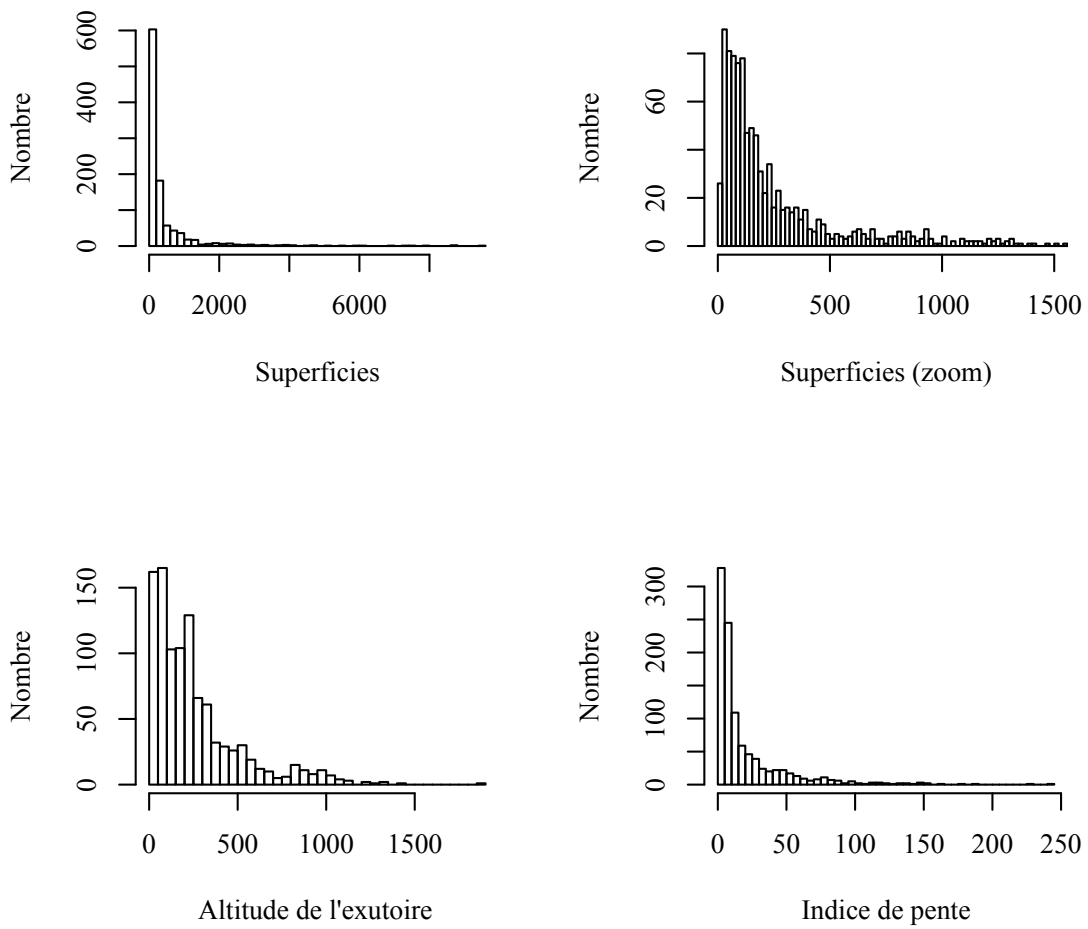 Nombre
600
400
200
0
0 2000 6000
Superficies
Nombre
60
20
0
0 500 1000 1500
Superficies (zoom)
Nombre
150
100
50
0
0 500 1000 1500
Altitude de l'exutoire
Nombre
300
200
100
0
0 50 100 150 200 250
Indice de pente